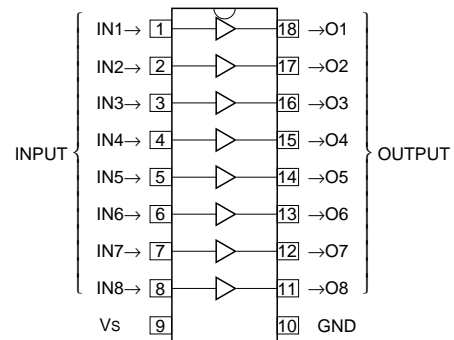 IN1→ 1 18 →O1
IN2→ 2 17 →O2
IN3→ 3 16 →O3
IN4→ 4 15 →O4
INPUT OUTPUT
IN5→ 5 14 →O5
IN6→ 6 13 →O6
IN7→ 7 12 →O7
IN8→ 8 11 →O8
Vs 9 10 GND